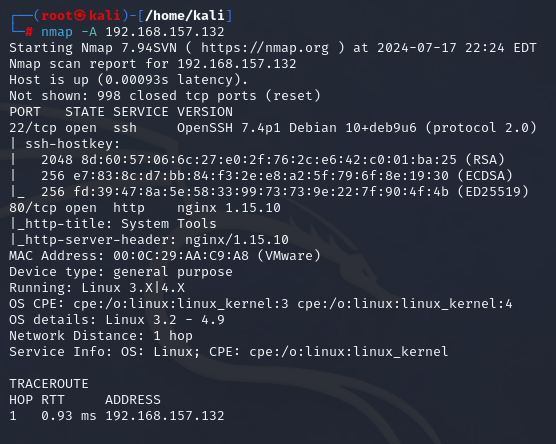 ┌──(root㉿kali)-[/home/kali]
└─# nmap -A 192.168.157.132
Starting Nmap 7.94SVN ( https://nmap.org ) at 2024-07-17 22:24 EDT
Nmap scan report for 192.168.157.132
Host is up (0.00093s latency).
Not shown: 998 closed tcp ports (reset)
PORT   STATE SERVICE VERSION
22/tcp open  ssh     OpenSSH 7.4p1 Debian 10+deb9u6 (protocol 2.0)
| ssh-hostkey:
|   2048 8d:60:57:06:6c:27:e0:2f:76:2c:e6:42:c0:01:ba:25 (RSA)
|   256 e7:83:8c:d7:bb:84:f3:2e:e8:a2:5f:79:6f:8e:19:30 (ECDSA)
|_  256 fd:39:47:8a:5e:58:33:99:73:73:9e:22:7f:90:4f:4b (ED25519)
80/tcp open  http    nginx 1.15.10
|_http-title: System Tools
|_http-server-header: nginx/1.15.10
MAC Address: 00:0C:29:AA:C9:A8 (VMware)
Device type: general purpose
Running: Linux 3.X|4.X
OS CPE: cpe:/o:linux:linux_kernel:3 cpe:/o:linux:linux_kernel:4
OS details: Linux 3.2 - 4.9
Network Distance: 1 hop
Service Info: OS: Linux; CPE: cpe:/o:linux:linux_kernel

TRACEROUTE
HOP RTT     ADDRESS
1   0.93 ms 192.168.157.132